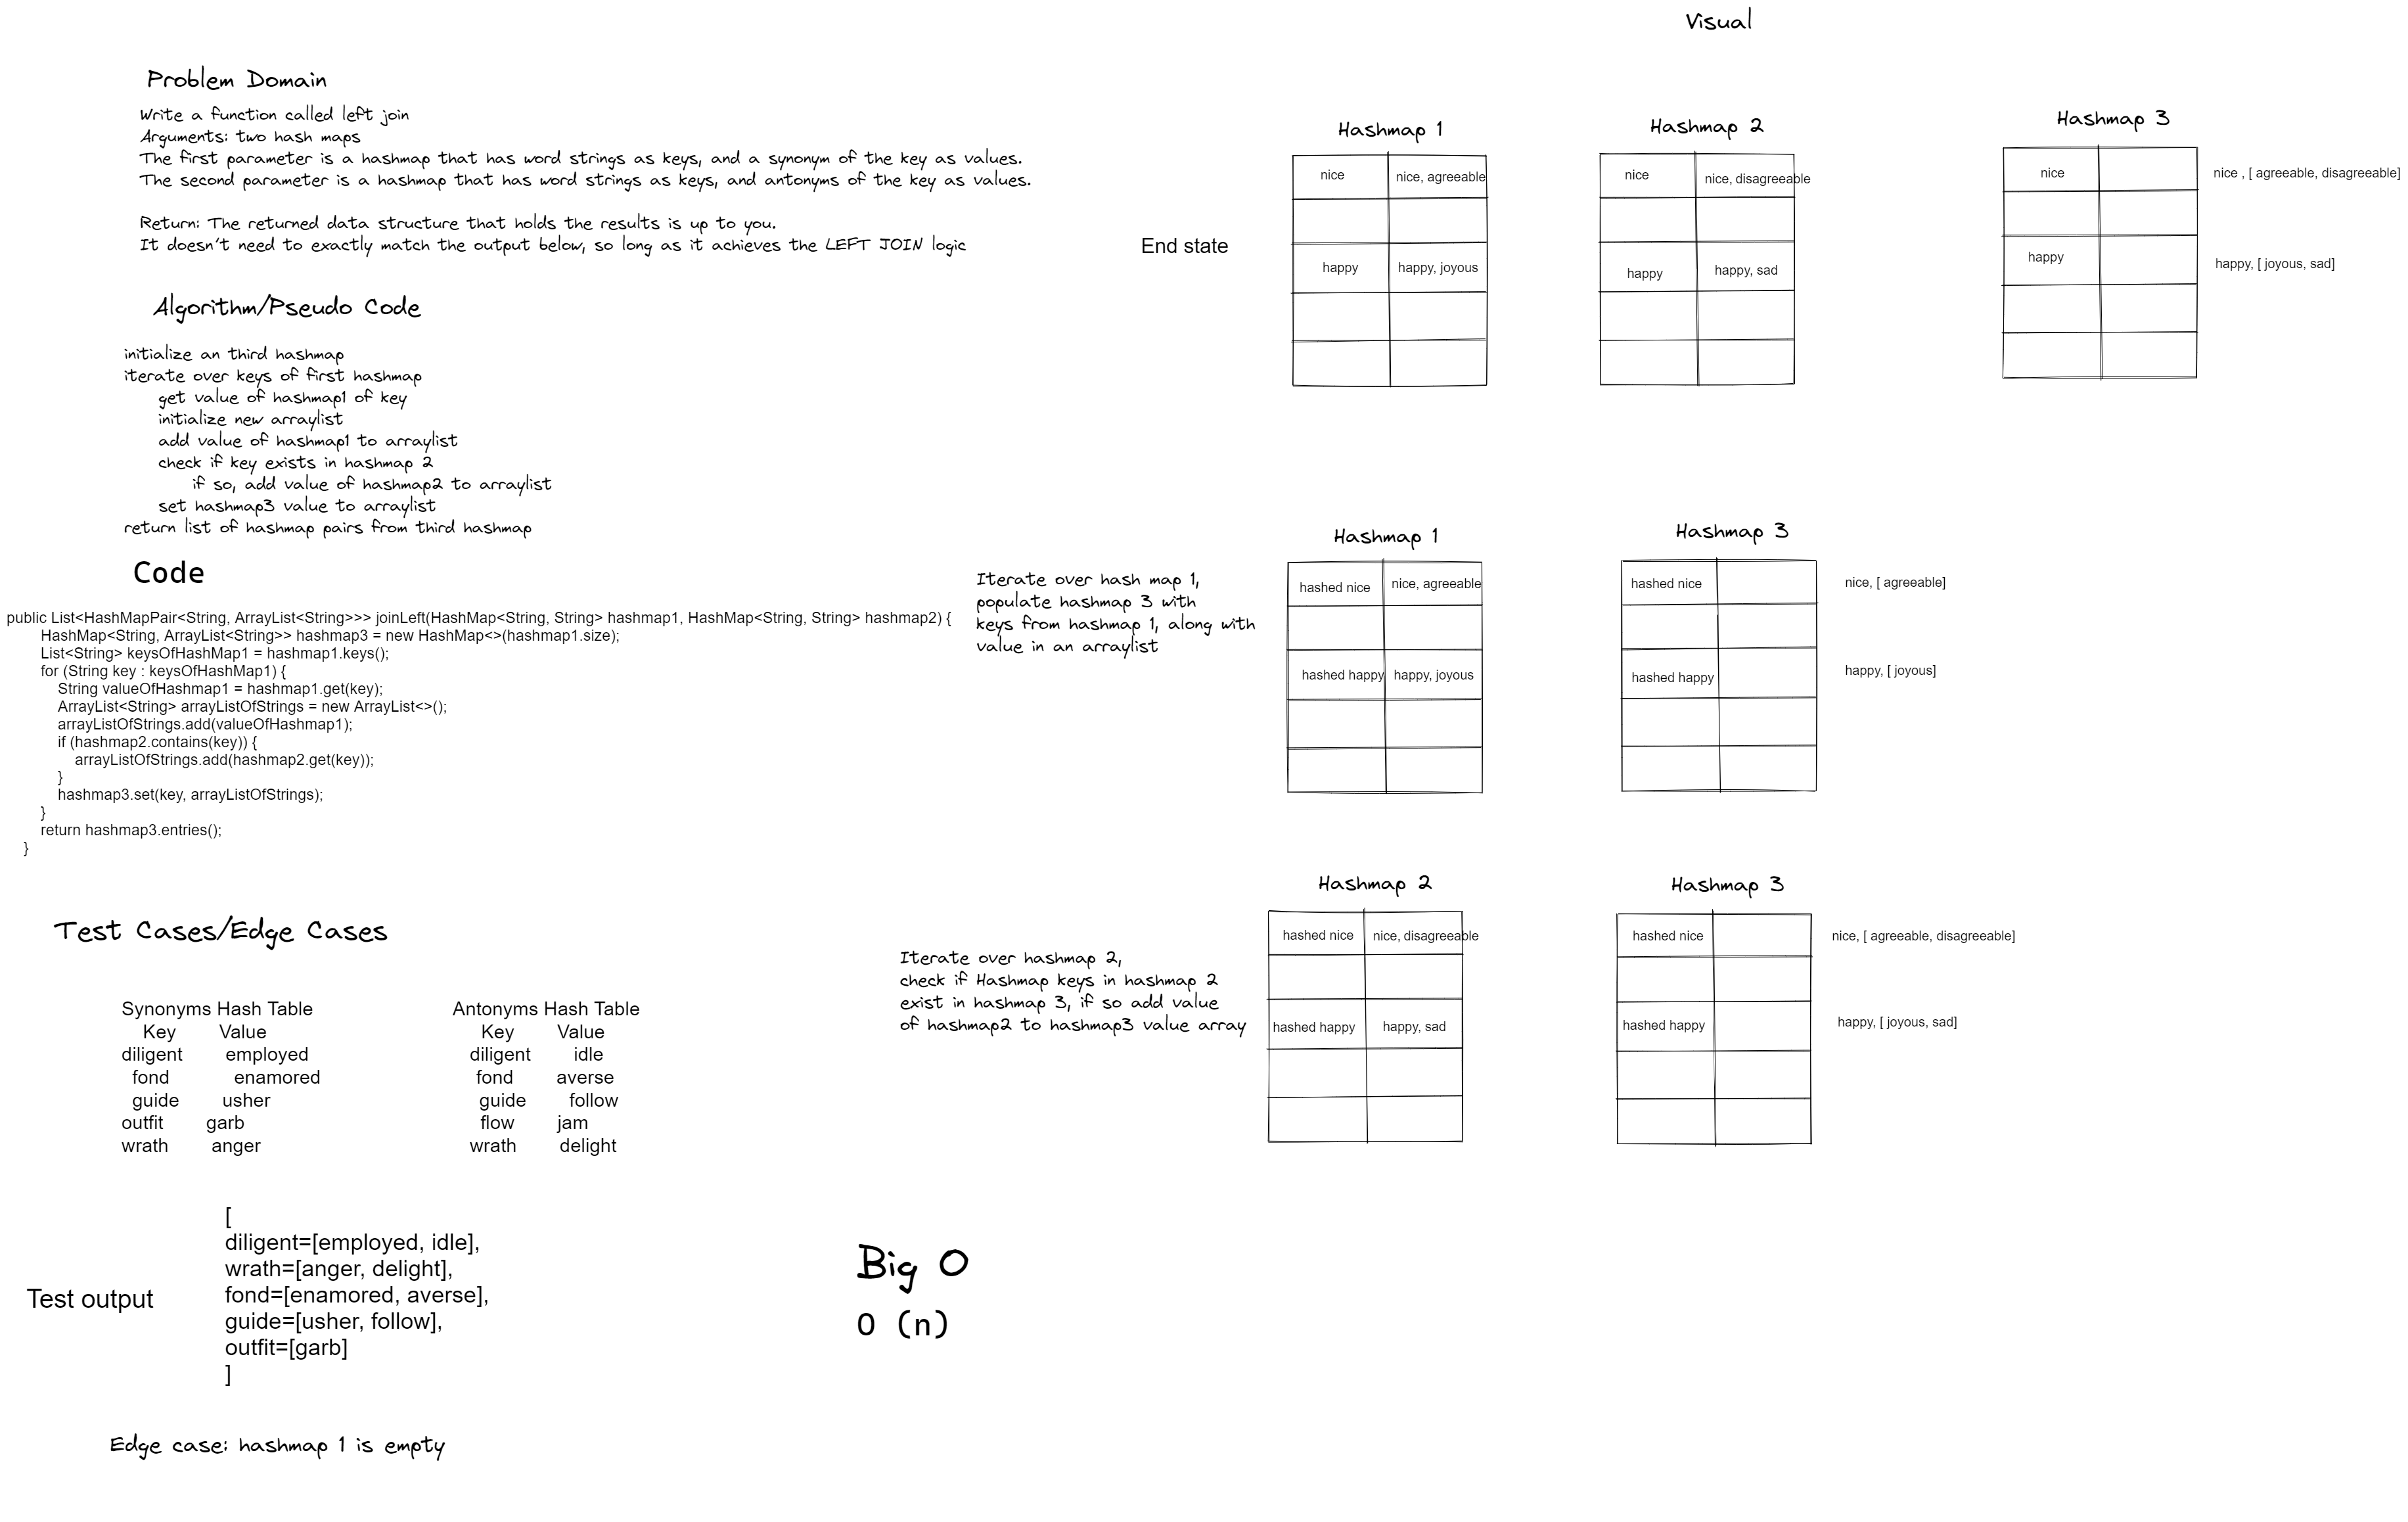 Visual
Problem Domain
Write a function called left join
Arguments: two hash maps
The first parameter is a hashmap that has word strings as keys, and a synonym of the key as values.
The second parameter is a hashmap that has word strings as keys, and antonyms of the key as values.
Return: The returned data structure that holds the results is up to you.
It doesn't need to exactly match the output below, so long as it achieves the LEFT JOIN logic
Algorithm/Pseudo Code
initialize an third hashmap
iterate over keys of first hashmap
get value of hashmap1 of key
initialize new arraylist
add value of hashmap1 to arraylist
check if key exists in hashmap 2
if so, add value of hashmap2 to arraylist
set hashmap3 value to arraylist
return list of hashmap pairs from third hashmap
Code
public List<HashMapPair<String, ArrayList<String>>> joinLeft(HashMap<String, String> hashmap1, HashMap<String, String> hashmap2) {
HashMap<String, ArrayList<String>> hashmap3 = new HashMap<>(hashmap1.size);
List<String> keysOfHashMap1 = hashmap1.keys();
for (String key : keysOfHashMap1) {
String valueOfHashmap1 = hashmap1.get(key);
ArrayList<String> arrayListOfStrings = new ArrayList<>();
arrayListOfStrings.add(valueOfHashmap1);
if (hashmap2.contains(key)) {
arrayListOfStrings.add(hashmap2.get(key));
}
hashmap3.set(key, arrayListOfStrings);
}
return hashmap3.entries();
}
Test Cases/Edge Cases
Synonyms Hash Table
Key Value
diligent employed
fond enamored
guide usher
outfit garb
wrath anger
Antonyms Hash Table
Key Value
diligent idle
fond averse
guide follow
flow jam
wrath delight
Test output
[
diligent=[employed, idle],
wrath=[anger, delight],
fond=[enamored, averse],
guide=[usher, follow],
outfit=[garb]
]
Edge case: hashmap 1 is empty
Big O
O (n)
End state
Hashmap 1
nice nice, agreeable
happy happy, joyous
Hashmap 2
nice nice, disagreeable
happy happy, sad
Hashmap 3
nice nice , [ agreeable, disagreeable]
happy happy, [ joyous, sad]
Iterate over hash map 1,
populate hashmap 3 with
keys from hashmap 1, along with
value in an arraylist
Hashmap 1
hashed nice nice, agreeable
hashed happy happy, joyous
Hashmap 3
hashed nice nice, [ agreeable]
hashed happy happy, [ joyous]
Iterate over hashmap 2,
check if Hashmap keys in hashmap 2
exist in hashmap 3, if so add value
of hashmap2 to hashmap3 value array
Hashmap 2
hashed nice nice, disagreeable
hashed happy happy, sad
Hashmap 3
hashed nice nice, [ agreeable, disagreeable]
hashed happy happy, [ joyous, sad]